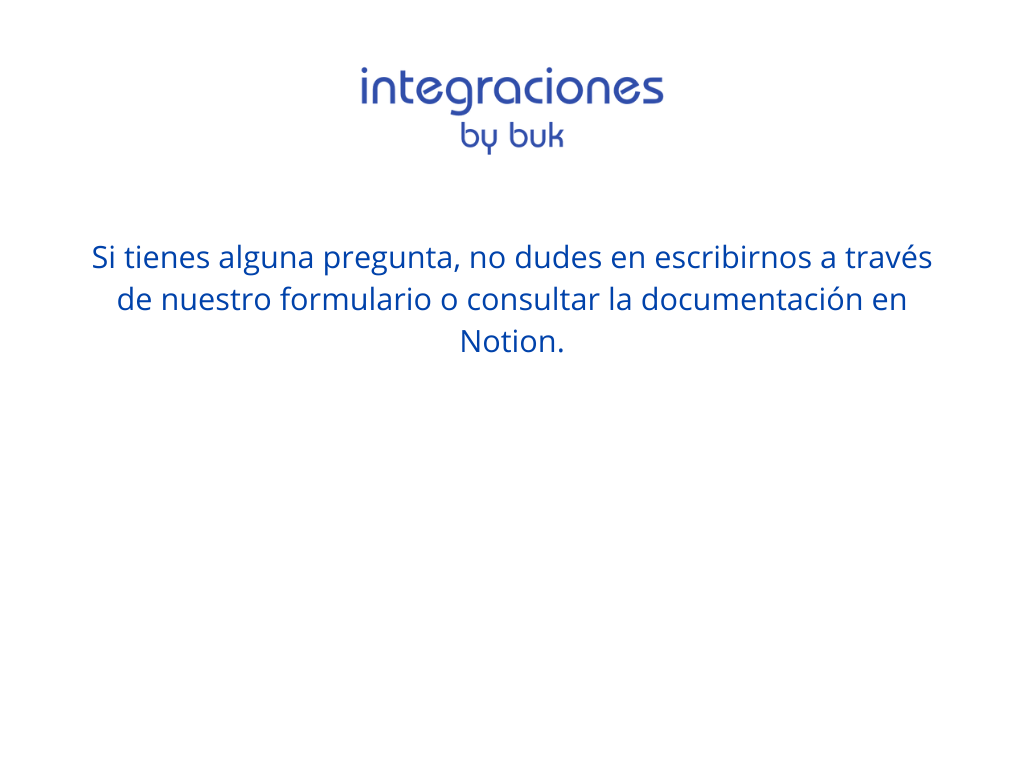 integraciones
by buk
Si tienes alguna pregunta, no dudes en escribirnos a través
de nuestro formulario o consultar la documentación en
Notion.